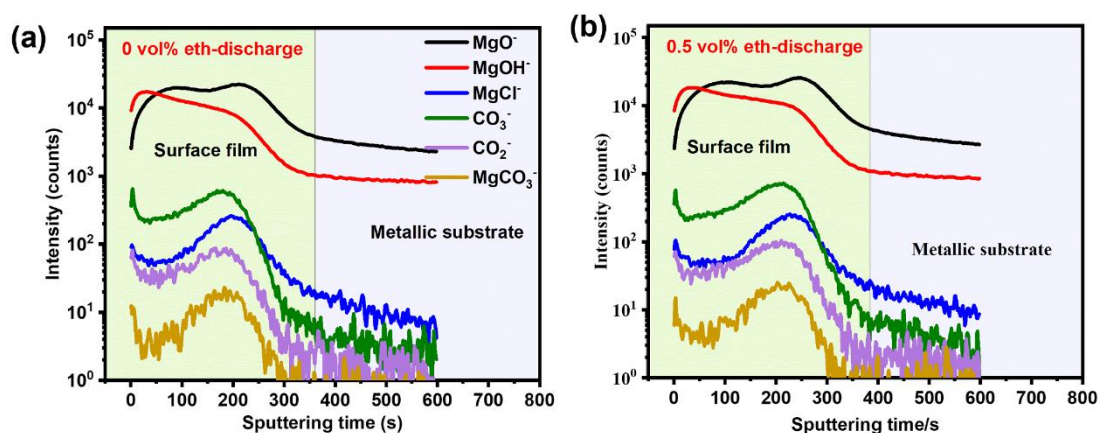 (a)
0 vol% eth-discharge
MgO⁻
MgOH⁻
MgCl⁻
CO₃⁻
CO₂⁻
MgCO₃⁻
Surface film
Metallic substrate
Intensity (counts)
10⁵
10⁴
10³
10²
10¹
10⁰
0 100 200 300 400 500 600 700 800
Sputtering time (s)
(b)
0.5 vol% eth-discharge
Surface film
Metallic substrate
Intensity (counts)
10⁵
10⁴
10³
10²
10¹
10⁰
0 100 200 300 400 500 600 700 800
Sputtering time/s